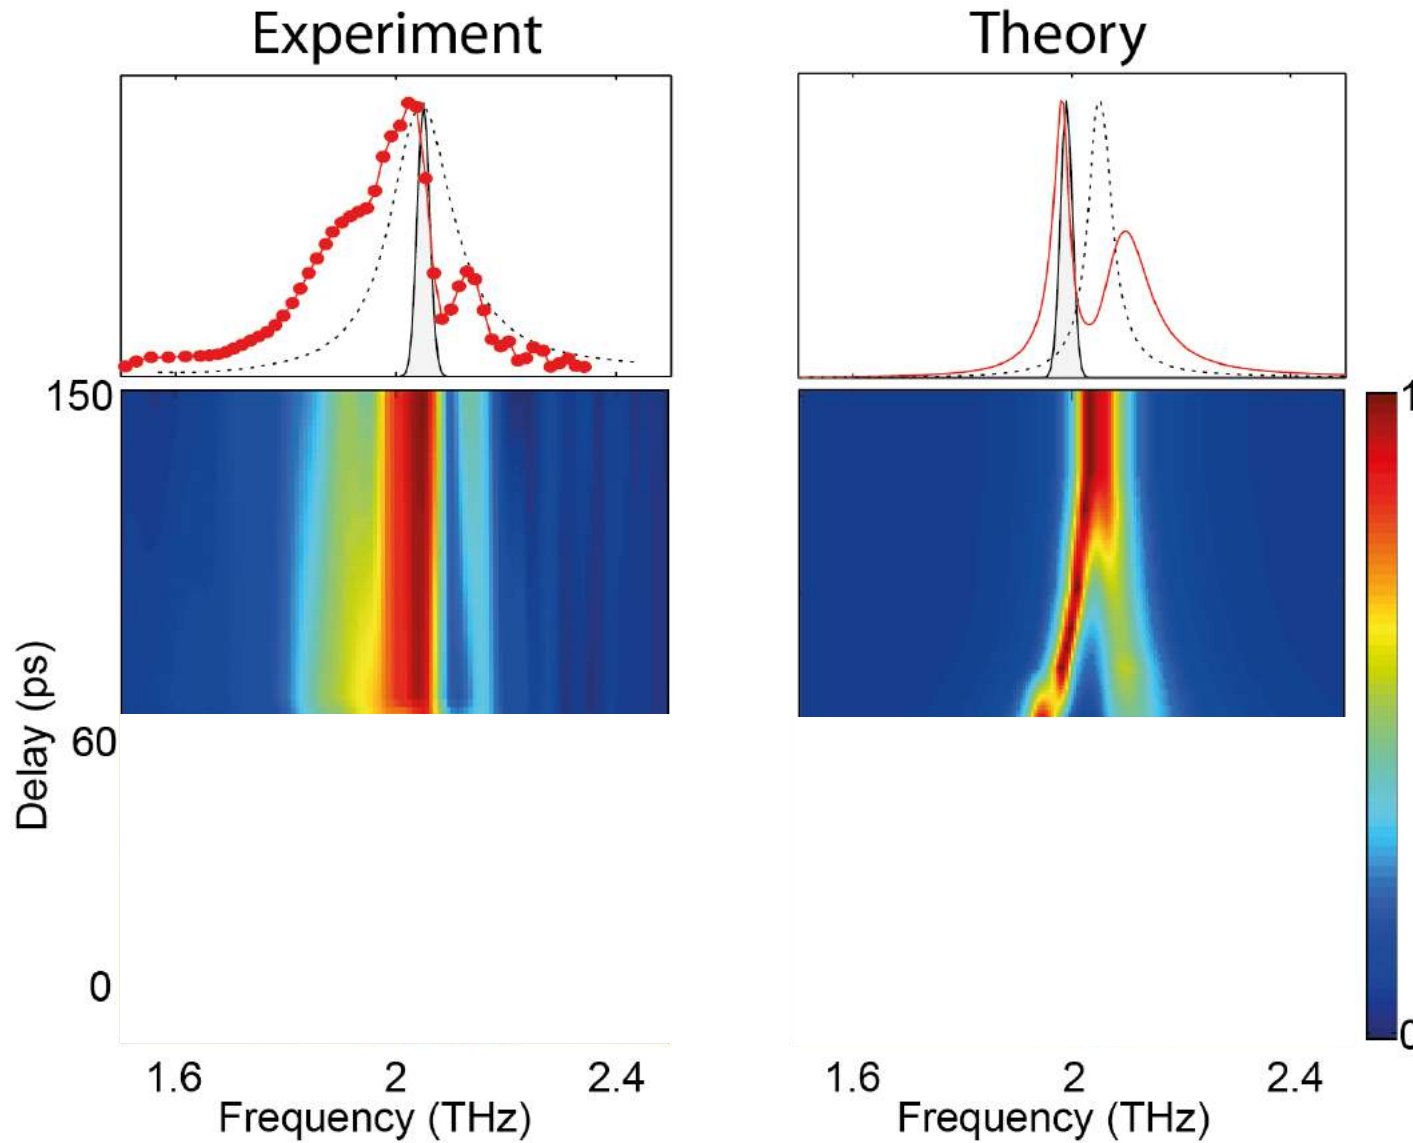 Experiment
Theory
150
60
0
Delay (ps)
1
0
1.6
2
2.4
1.6
2
2.4
Frequency (THz)
Frequency (THz)